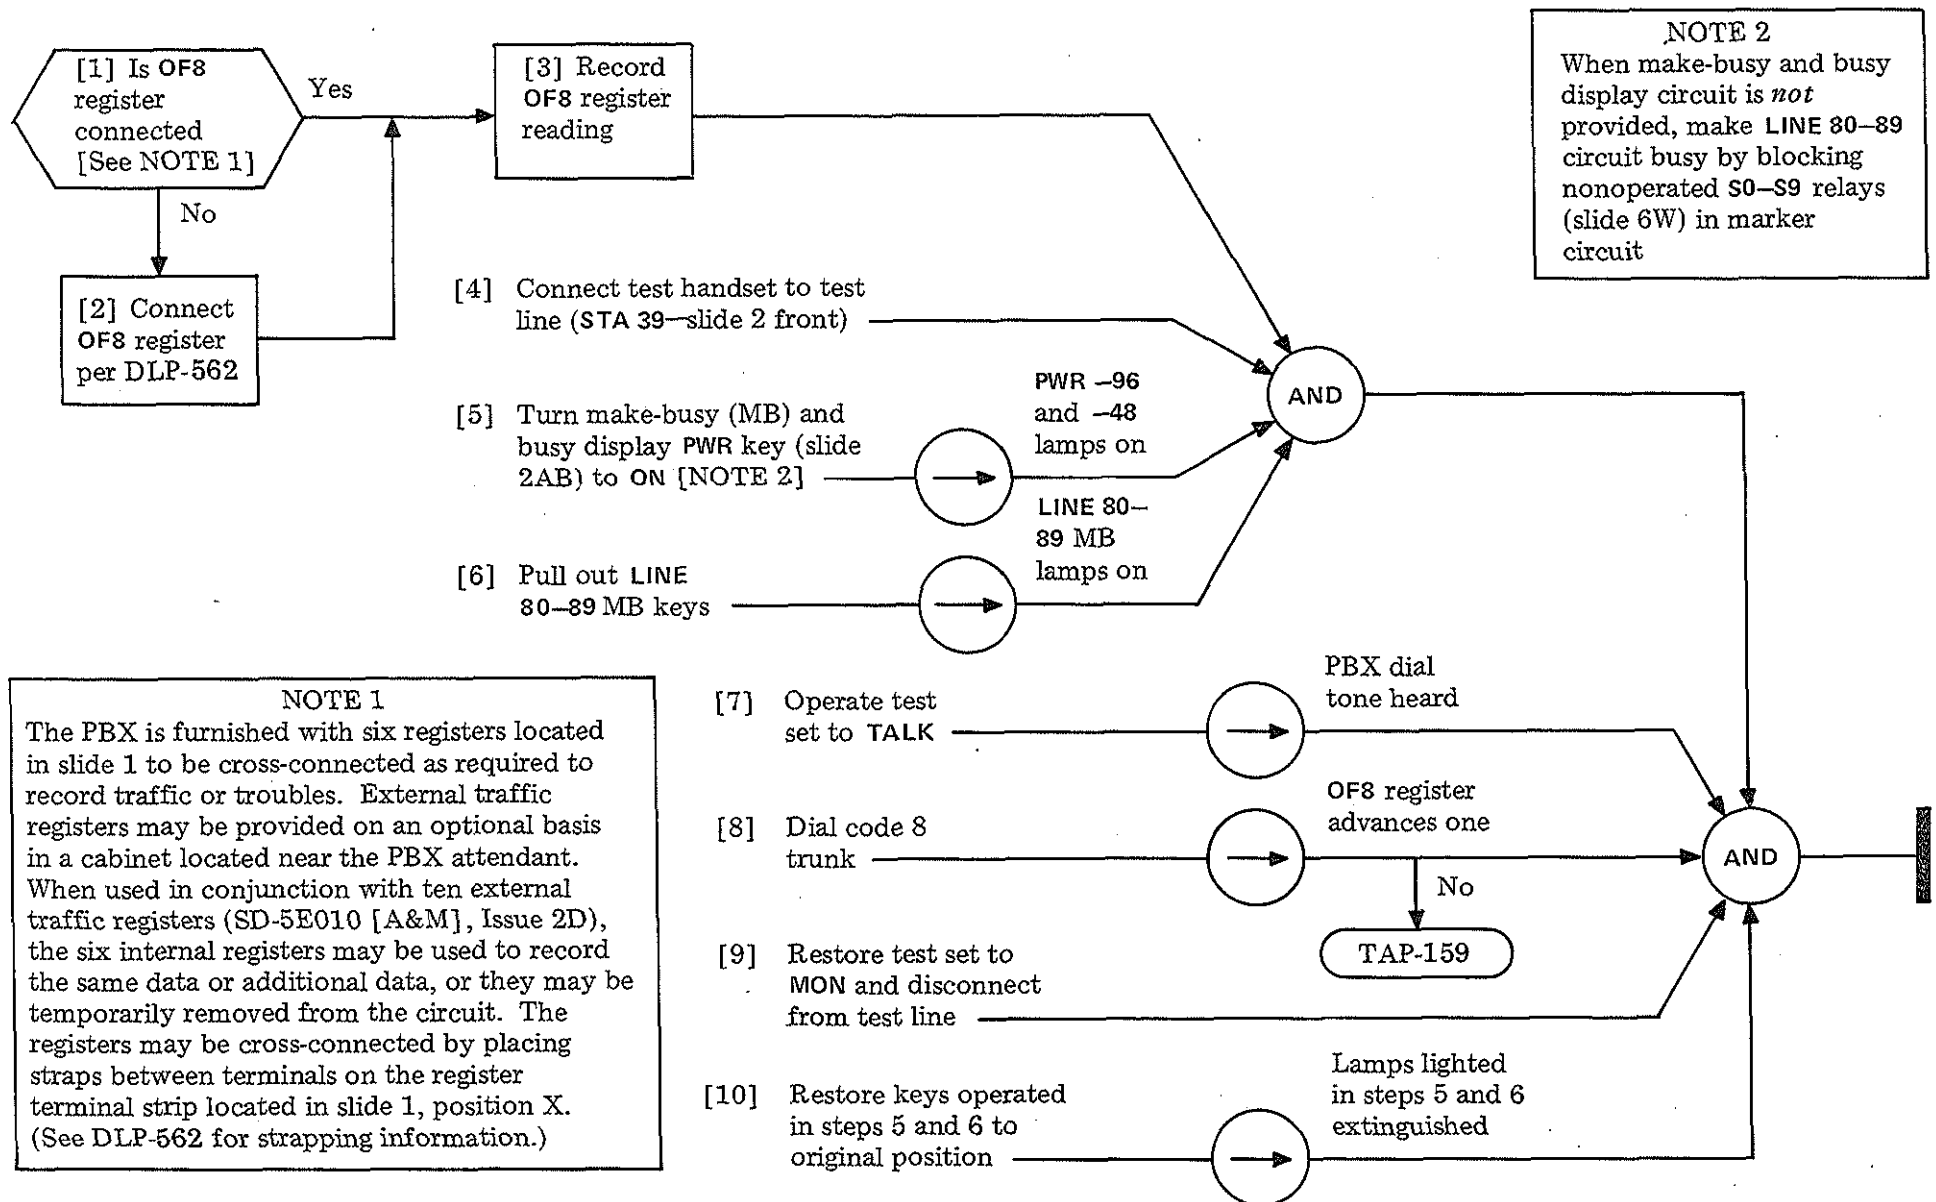 [1] Is OF8
register
connected
[See NOTE 1]
Yes
No
[2] Connect
OF8 register
per DLP-562
[3] Record
OF8 register
reading
NOTE 2
When make-busy and busy
display circuit is not
provided, make LINE 80–89
circuit busy by blocking
nonoperated S0–S9 relays
(slide 6W) in marker
circuit
[4] Connect test handset to test
line (STA 39—slide 2 front)
[5] Turn make-busy (MB) and
busy display PWR key (slide
2AB) to ON [NOTE 2]
PWR –96
and –48
lamps on
[6] Pull out LINE
80–89 MB keys
LINE 80–
89 MB
lamps on
AND
NOTE 1
The PBX is furnished with six registers located
in slide 1 to be cross-connected as required to
record traffic or troubles. External traffic
registers may be provided on an optional basis
in a cabinet located near the PBX attendant.
When used in conjunction with ten external
traffic registers (SD-5E010 [A&M], Issue 2D),
the six internal registers may be used to record
the same data or additional data, or they may be
temporarily removed from the circuit. The
registers may be cross-connected by placing
straps between terminals on the register
terminal strip located in slide 1, position X.
(See DLP-562 for strapping information.)
[7] Operate test
set to TALK
PBX dial
tone heard
[8] Dial code 8
trunk
OF8 register
advances one
No
TAP-159
AND
[9] Restore test set to
MON and disconnect
from test line
[10] Restore keys operated
in steps 5 and 6 to
original position
Lamps lighted
in steps 5 and 6
extinguished